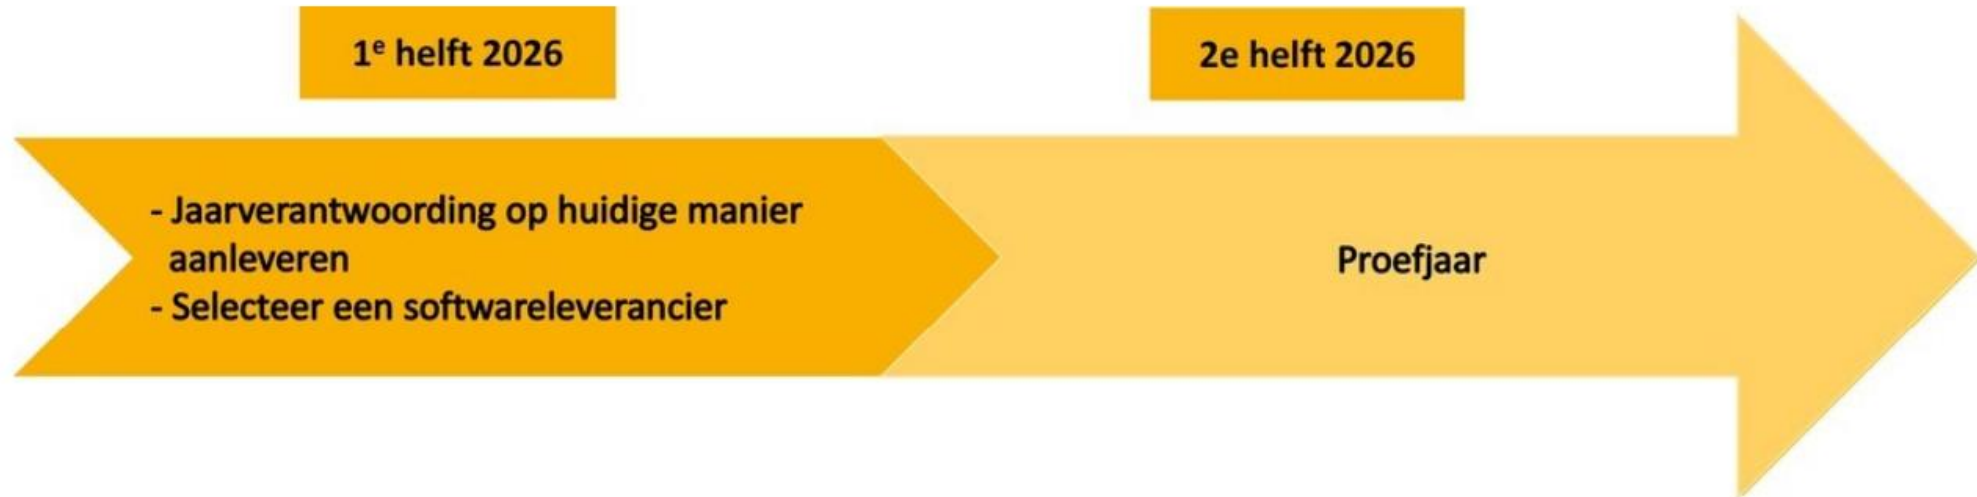 1e helft 2026
- Jaarverantwoording op huidige manier
aanleveren
- Selecteer een softwareleverancier
2e helft 2026
Proefjaar